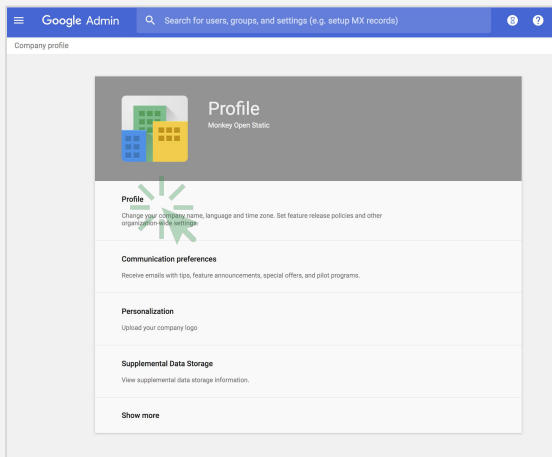 Google Admin
Search for users, groups, and settings (e.g. setup MX records)
Company profile
Profile
Monkey Open Static
Profile
Change your company name, language and time zone. Set feature release policies and other
organization-wide settings.
Communication preferences
Receive emails with tips, feature announcements, special offers, and pilot programs.
Personalization
Upload your company logo
Supplemental Data Storage
View supplemental data storage information.
Show more